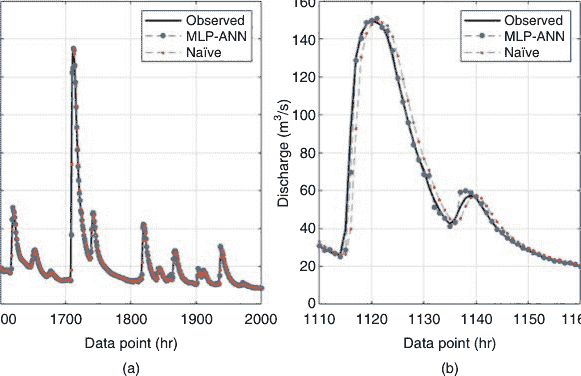 Observed
MLP-ANN
Naïve
00 1700 1800 1900 2000
Data point (hr)
(a)
Discharge (m³/s)
160
140
120
100
80
60
40
20
0
Observed
MLP-ANN
Naïve
1110 1120 1130 1140 1150 116
Data point (hr)
(b)